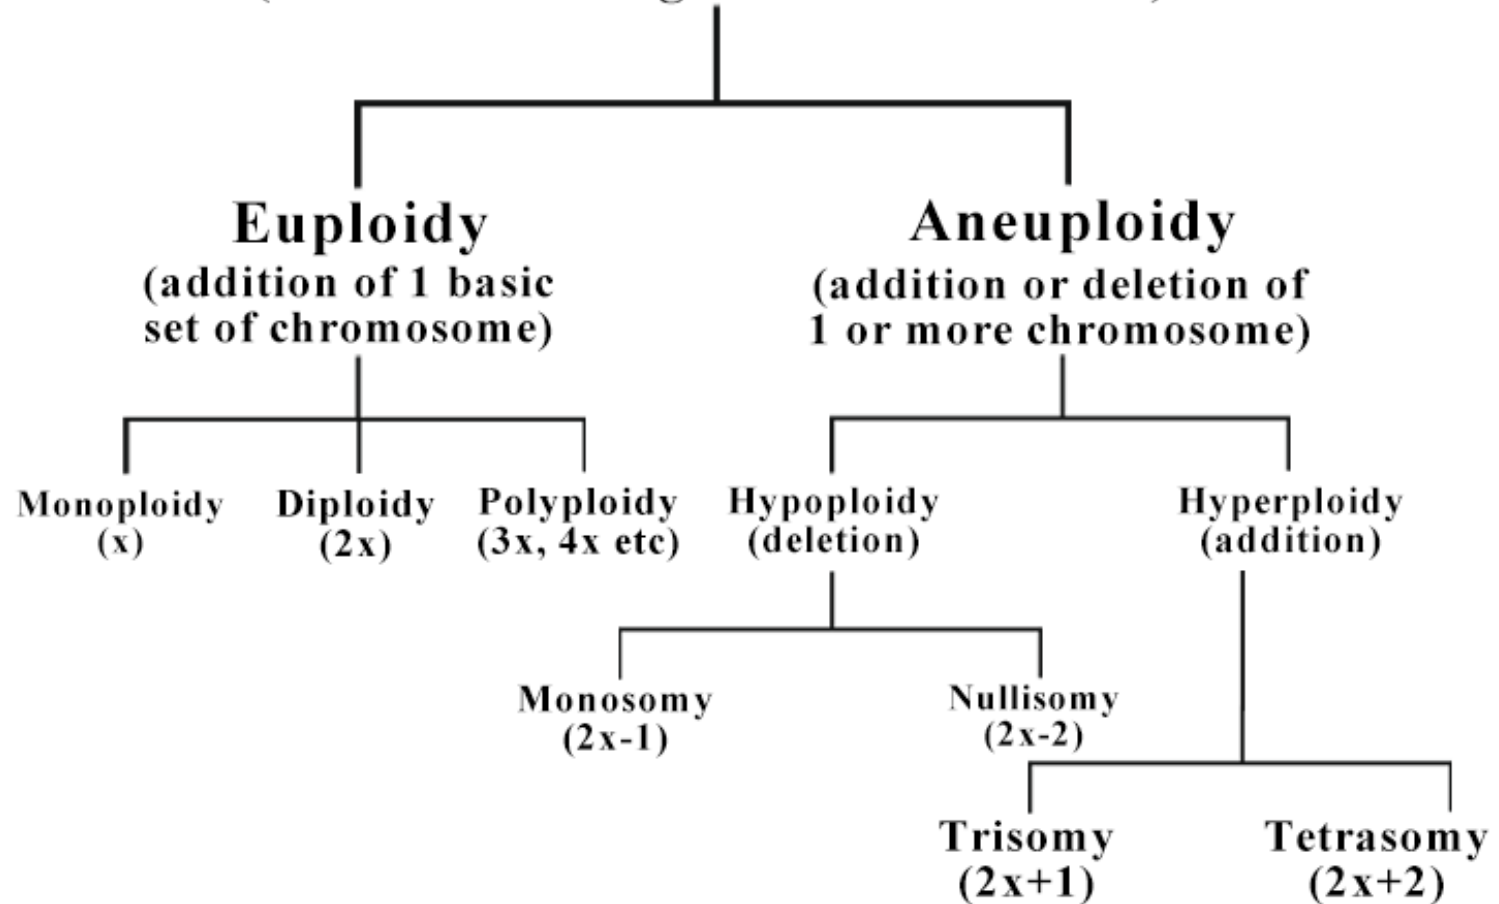 Euploidy
(addition of 1 basic
set of chromosome)
Aneuploidy
(addition or deletion of
1 or more chromosome)
Monoploidy
(x)
Diploidy
(2x)
Polyploidy
(3x, 4x etc)
Hypoploidy
(deletion)
Hyperploidy
(addition)
Monosomy
(2x-1)
Nullisomy
(2x-2)
Trisomy
(2x+1)
Tetrasomy
(2x+2)